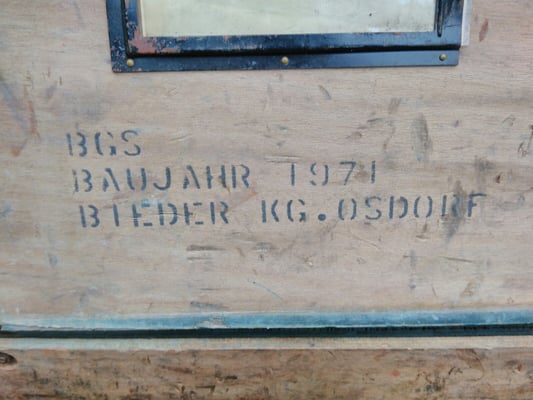 BGS
BAUJAHR 1971
BIEDER KG.OSDORF